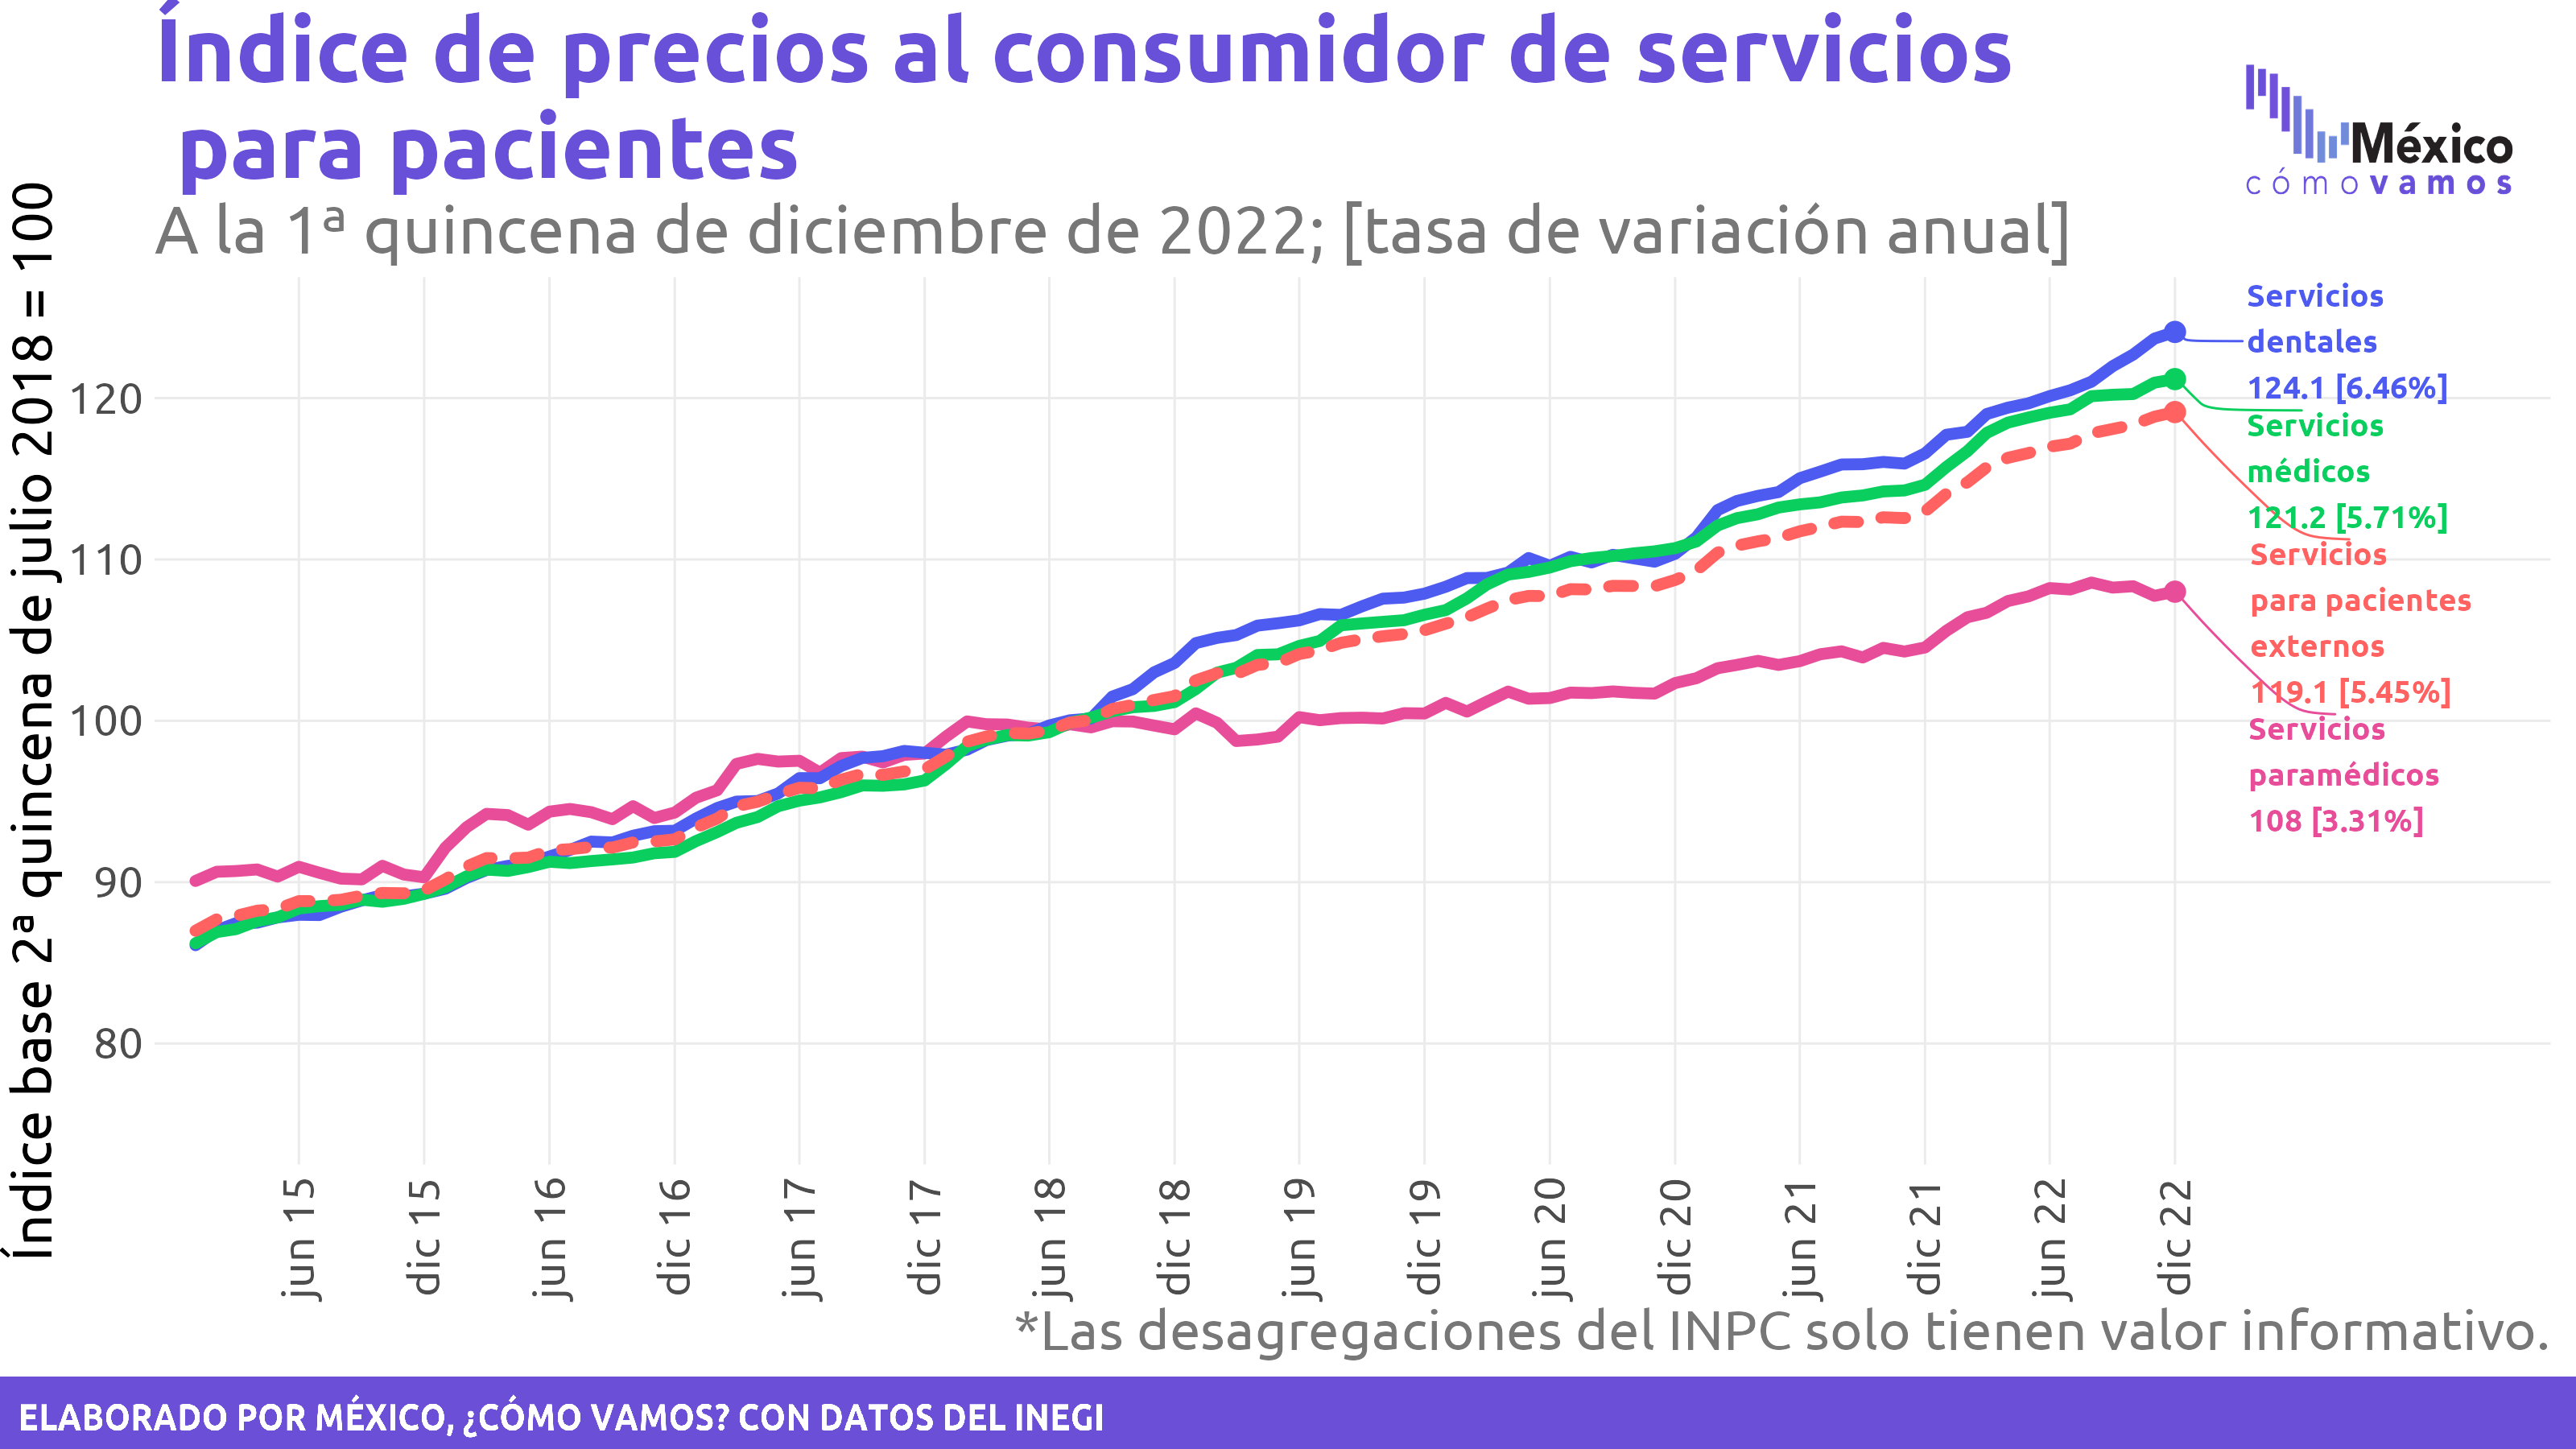 Índice de precios al consumidor de servicios
para pacientes
México
cómo vamos
A la 1ª quincena de diciembre de 2022; [tasa de variación anual]
Índice base 2ª quincena de julio 2018 = 100
120
110
100
90
80
Servicios
dentales
124.1 [6.46%]
Servicios
médicos
121.2 [5.71%]
Servicios
para pacientes
externos
119.1 [5.45%]
Servicios
paramédicos
108 [3.31%]
jun 15
dic 15
jun 16
dic 16
jun 17
dic 17
jun 18
dic 18
jun 19
dic 19
jun 20
dic 20
jun 21
dic 21
jun 22
dic 22
*Las desagregaciones del INPC solo tienen valor informativo.
ELABORADO POR MÉXICO, ¿CÓMO VAMOS? CON DATOS DEL INEGI